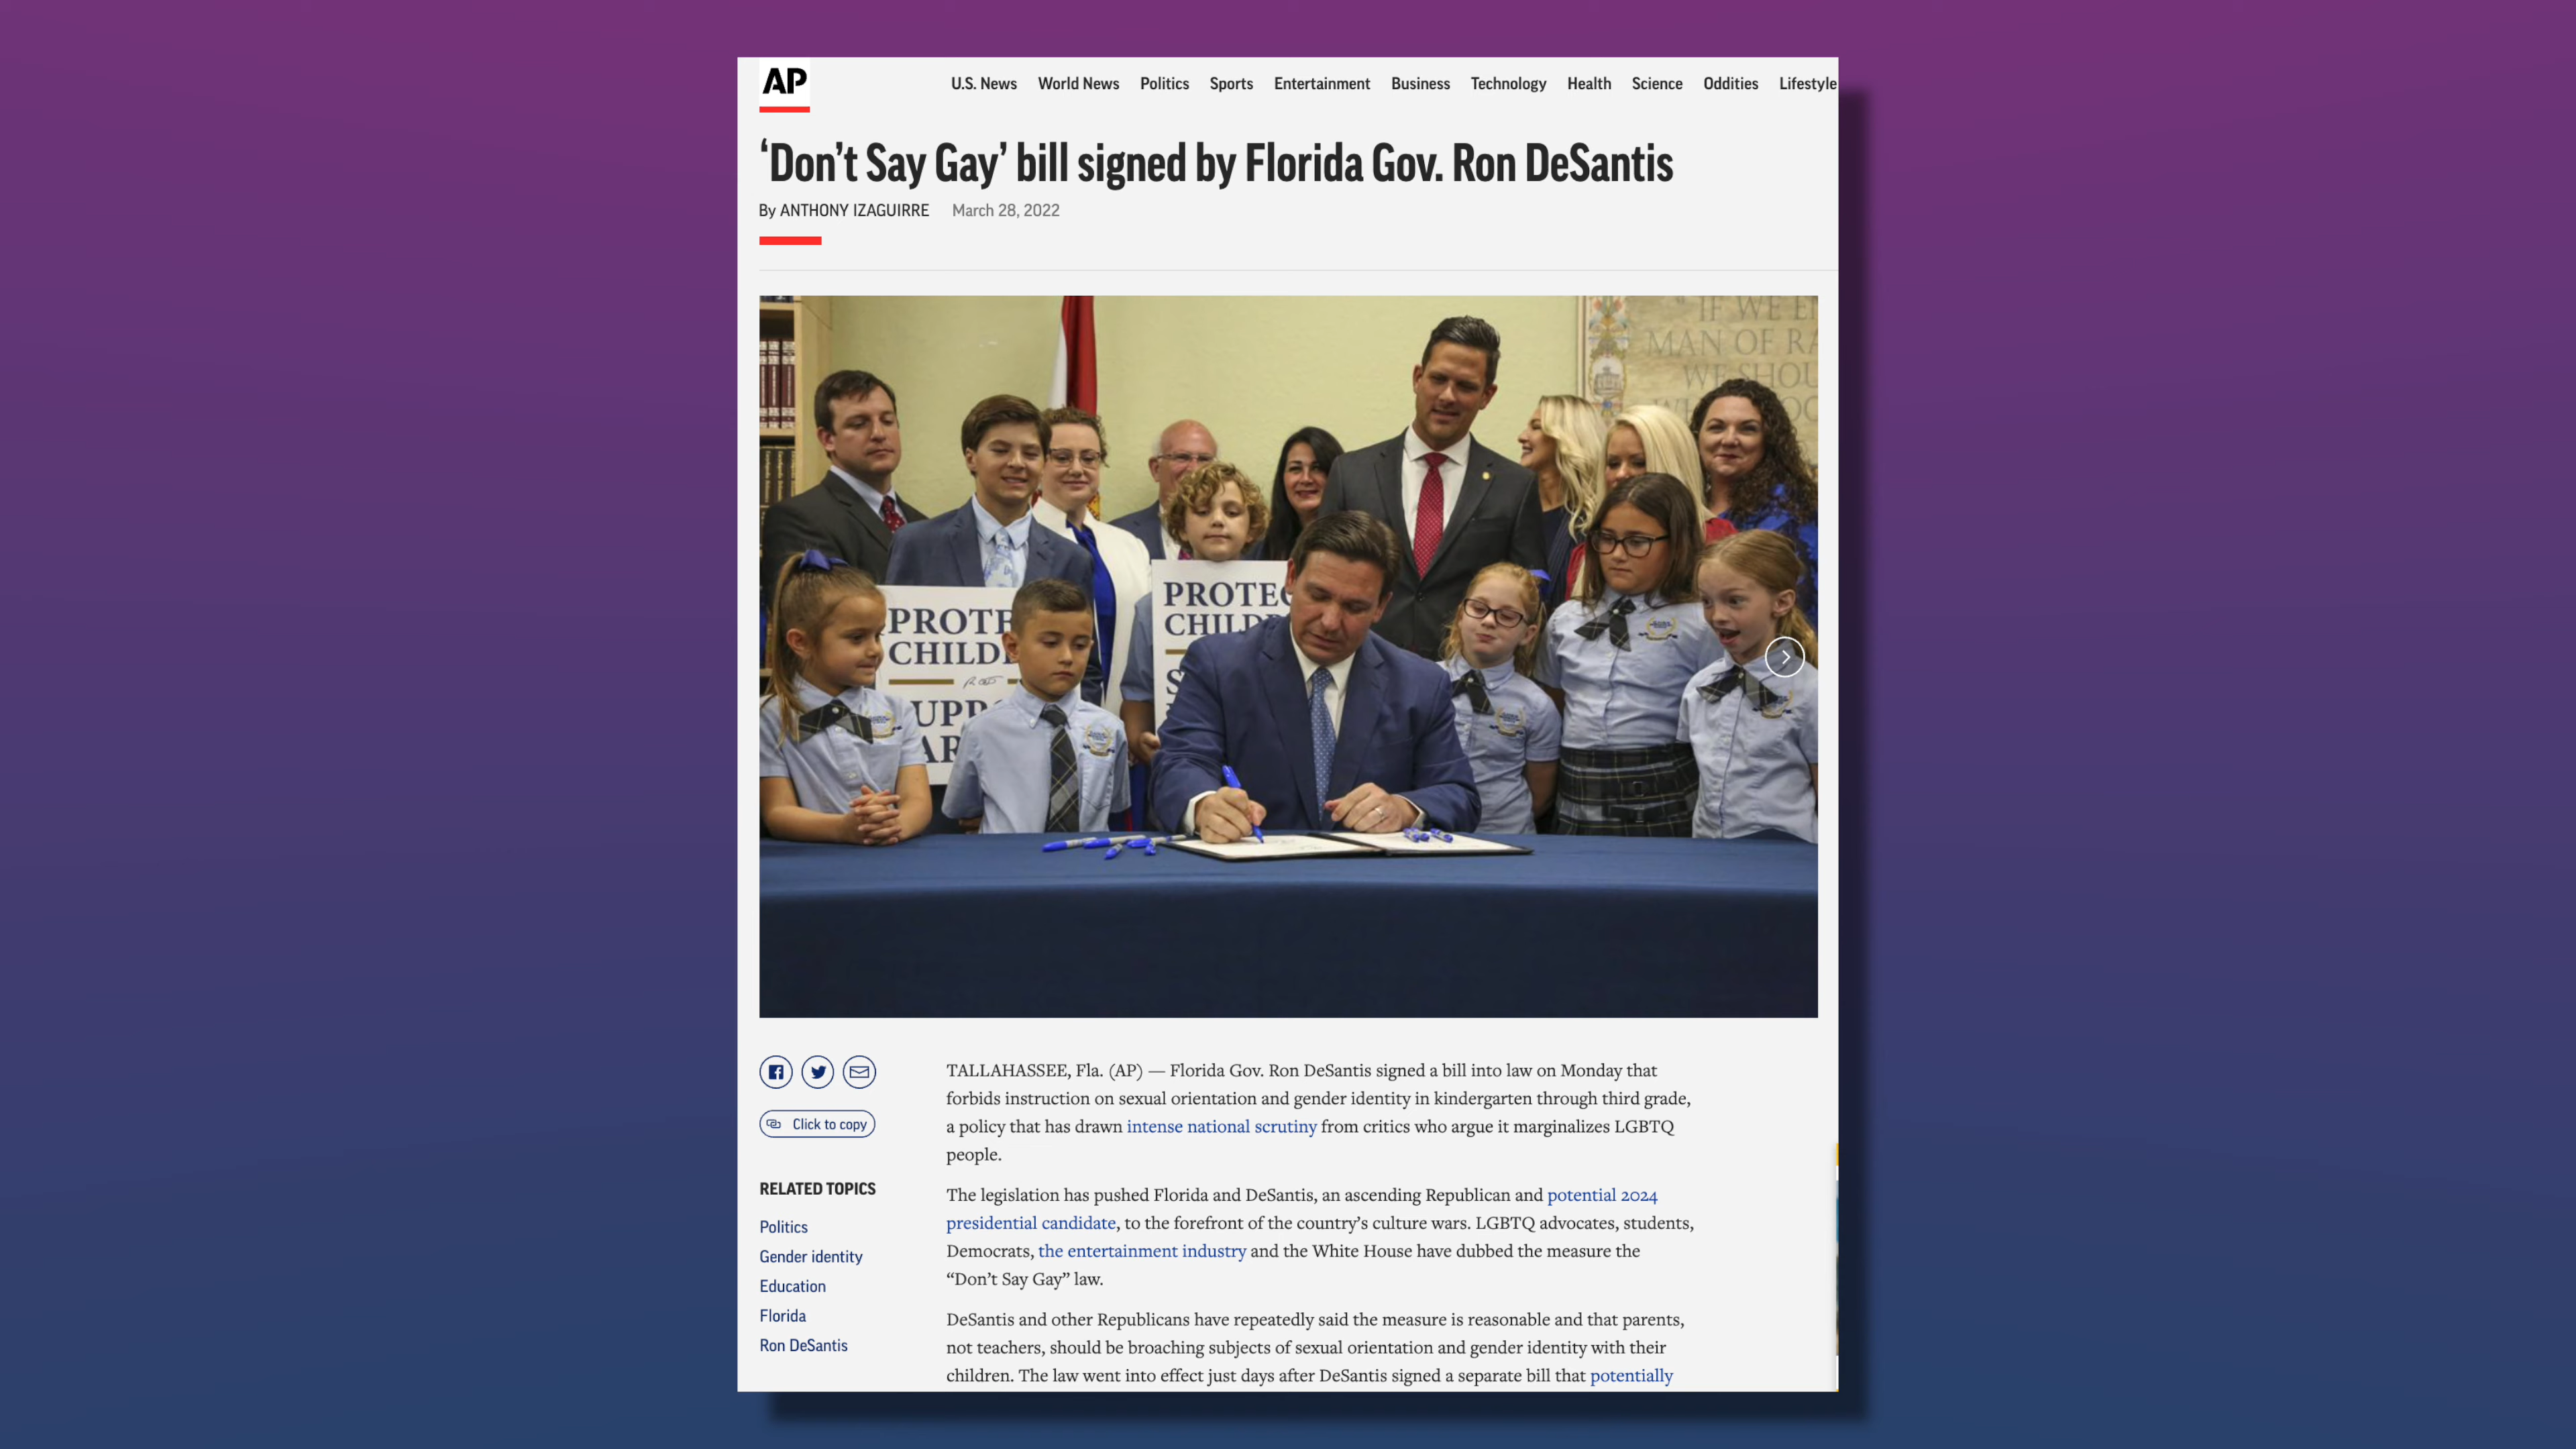 AP
U.S. News World News Politics Sports Entertainment Business Technology Health Science Oddities Lifestyle
‘Don’t Say Gay’ bill signed by Florida Gov. Ron DeSantis
By ANTHONY IZAGUIRRE March 28, 2022
IF WE
MAN OF
WE SHOU
PROTE
CHILD
UPP
AR
PROTEC
CHILD
S
Click to copy
RELATED TOPICS
Politics
Gender identity
Education
Florida
Ron DeSantis
TALLAHASSEE, Fla. (AP) — Florida Gov. Ron DeSantis signed a bill into law on Monday that
forbids instruction on sexual orientation and gender identity in kindergarten through third grade,
a policy that has drawn intense national scrutiny from critics who argue it marginalizes LGBTQ
people.
The legislation has pushed Florida and DeSantis, an ascending Republican and potential 2024
presidential candidate, to the forefront of the country’s culture wars. LGBTQ advocates, students,
Democrats, the entertainment industry and the White House have dubbed the measure the
“Don’t Say Gay” law.
DeSantis and other Republicans have repeatedly said the measure is reasonable and that parents,
not teachers, should be broaching subjects of sexual orientation and gender identity with their
children. The law went into effect just days after DeSantis signed a separate bill that potentially